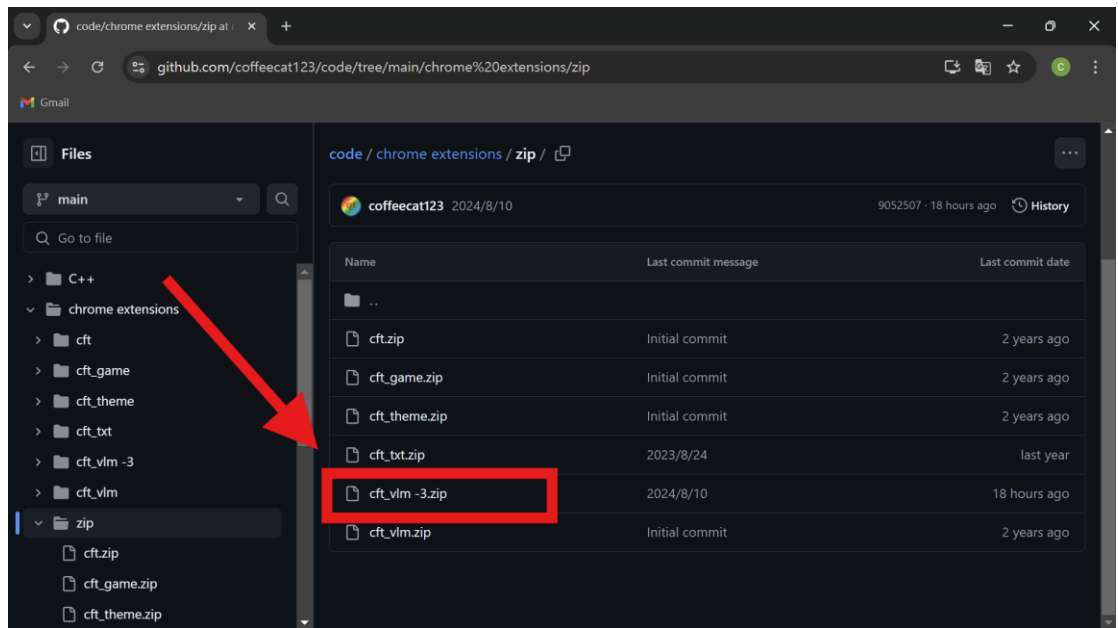 code/chrome extensions/zip at
github.com/coffeecat123/code/tree/main/chrome%20extensions/zip
C
Gmail
Files
main
Go to file
C++
chrome extensions
cft
cft_game
cft_theme
cft_txt
cft_vlm -3
cft_vlm
zip
cft.zip
cft_game.zip
cft_theme.zip
code / chrome extensions / zip /
coffeecat123 2024/8/10 9052507 · 18 hours ago History
Name Last commit message Last commit date
..
cft.zip Initial commit 2 years ago
cft_game.zip Initial commit 2 years ago
cft_theme.zip Initial commit 2 years ago
cft_txt.zip 2023/8/24 last year
cft_vlm -3.zip 2024/8/10 18 hours ago
cft_vlm.zip Initial commit 2 years ago